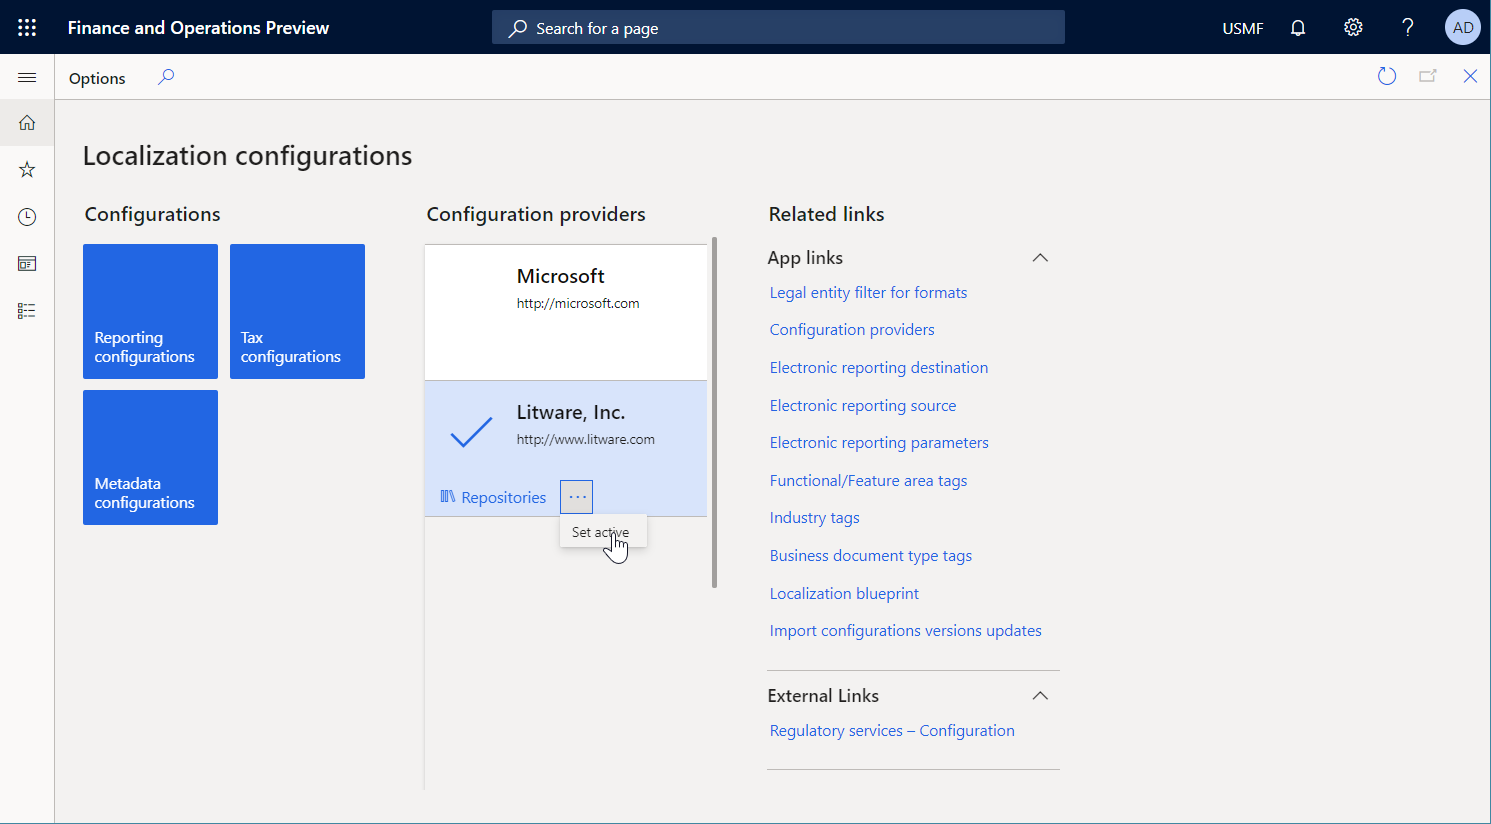 Finance and Operations Preview
Search for a page
USMF
AD
Options
Localization configurations
Configurations
Reporting
configurations
Tax
configurations
Metadata
configurations
Configuration providers
Microsoft
http://microsoft.com
Litware, Inc.
http://www.litware.com
Repositories
Set active
Related links
App links
Legal entity filter for formats
Configuration providers
Electronic reporting destination
Electronic reporting source
Electronic reporting parameters
Functional/Feature area tags
Industry tags
Business document type tags
Localization blueprint
Import configurations versions updates
External Links
Regulatory services – Configuration